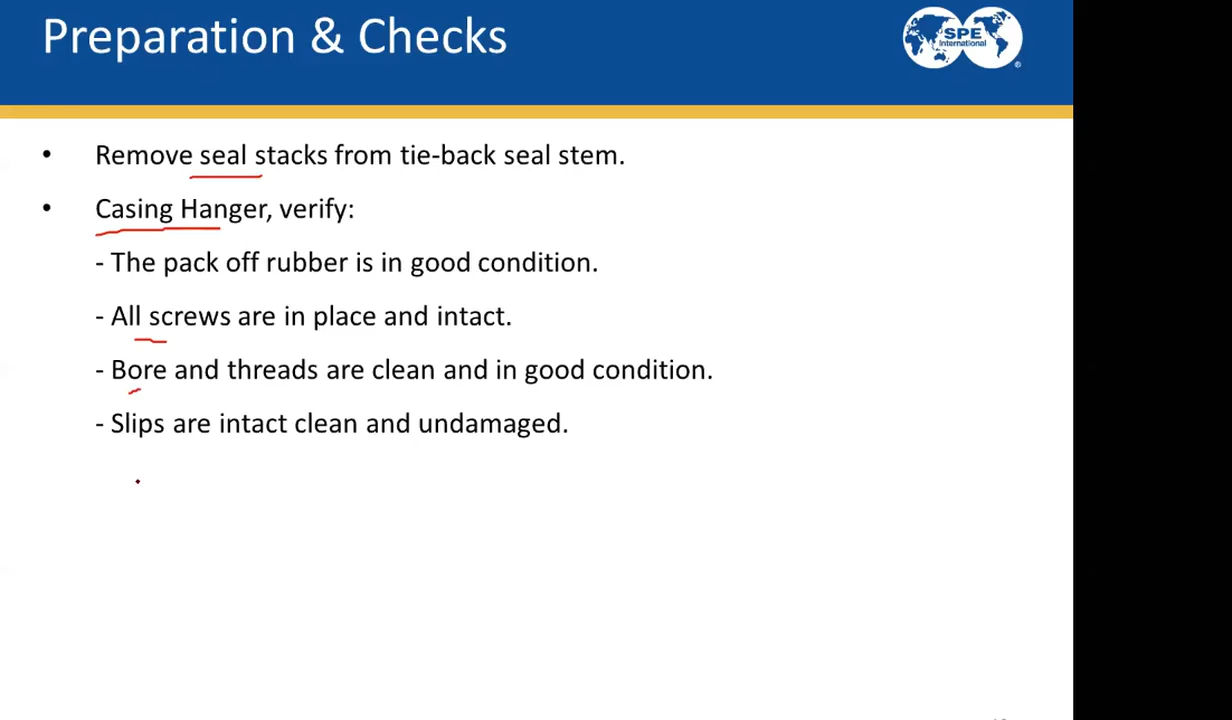 Preparation & Checks
SPE
International
®
• Remove seal stacks from tie-back seal stem.
• Casing Hanger, verify:
- The pack off rubber is in good condition.
- All screws are in place and intact.
- Bore and threads are clean and in good condition.
- Slips are intact clean and undamaged.